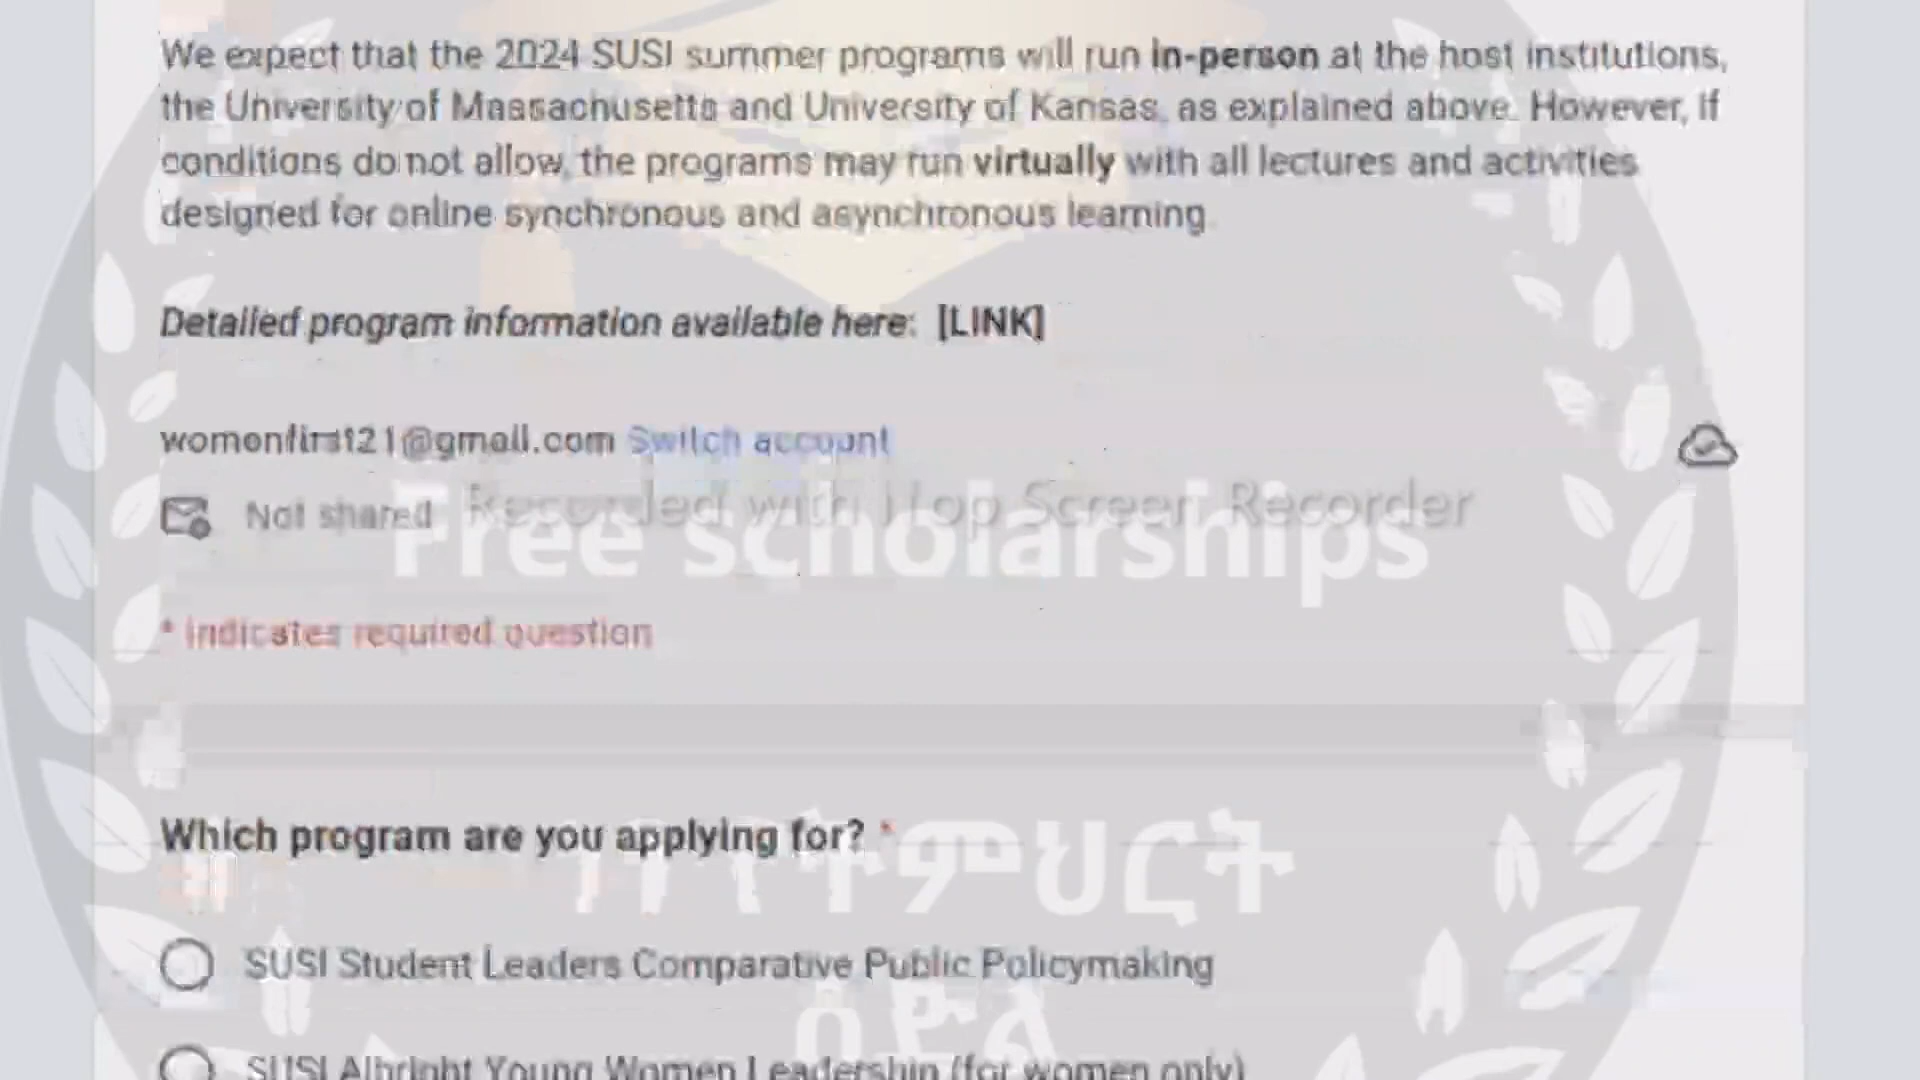 We expect that the 2024 SUSI summer programs will run in-person at the host institutions,
the University of Massachusetts and University of Kansas, as explained above. However, if
conditions do not allow, the programs may run virtually with all lectures and activities
designed for online synchronous and asynchronous learning.
Detailed program information available here: [LINK]
womenfirst21@gmail.com Switch account
Not shared
Recorded with Screen Recorder
Free scholarships
* Indicates required question
Which program are you applying for? *
የትምህርት
SUSI Student Leaders Comparative Public Policymaking
ዕድል
SUSI Albright Young Women Leadership (for women only)